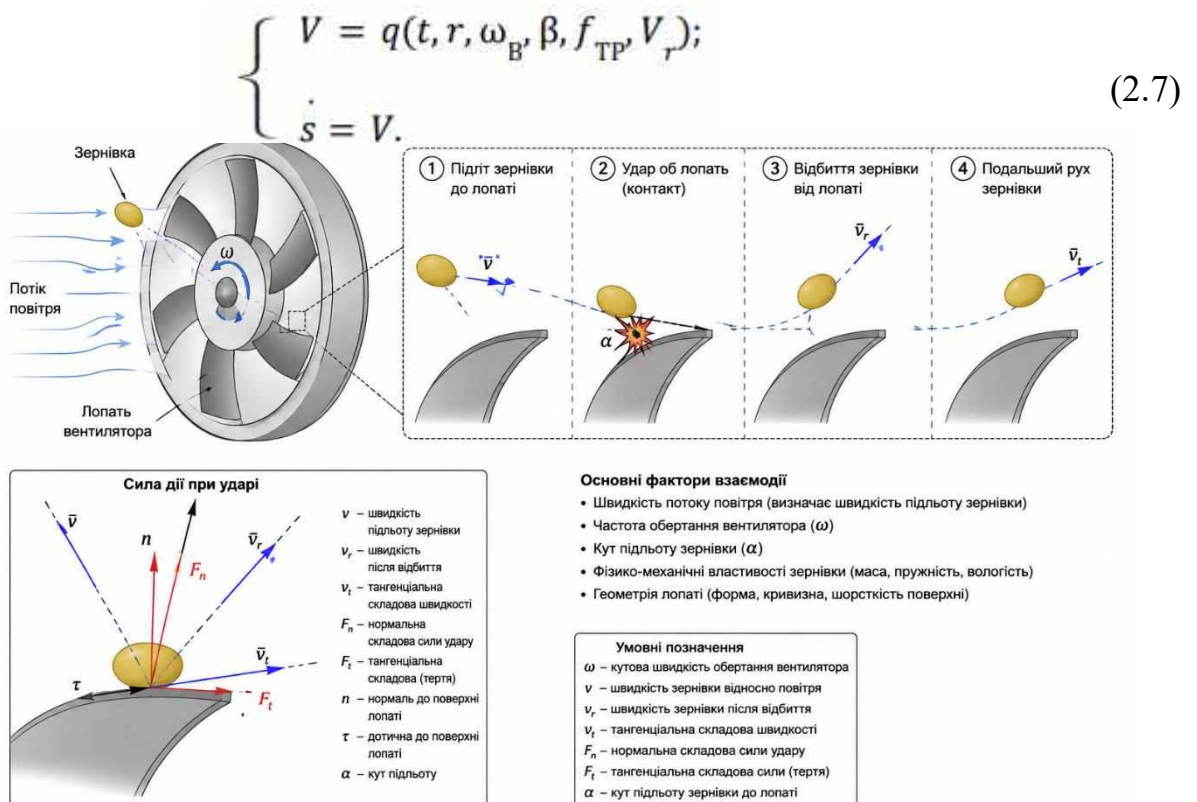 V = q(t, r, ω_В, β, f_ТР, V_r);
ṡ = V.
(2.7)
Зернівка
Потік
повітря
ω
Лопать
вентилятора
1 Підліт зернівки
до лопаті
v̄
2 Удар об лопать
(контакт)
α
3 Відбиття зернівки
від лопаті
v̄_r
4 Подальший рух
зернівки
v̄_t
Сила дії при ударі
v̄
n
F_n
v̄_r
v̄_t
τ
F_t
ν – швидкість
підльоту зернівки
ν_r – швидкість
після відбиття
ν_t – тангенціальна
складова швидкості
F_n – нормальна
складова сили удару
F_t – тангенціальна
складова (тертя)
n – нормаль до поверхні
лопаті
τ – дотична до поверхні
лопаті
α – кут підльоту
Основні фактори взаємодії
• Швидкість потоку повітря (визначає швидкість підльоту зернівки)
• Частота обертання вентилятора (ω)
• Кут підльоту зернівки (α)
• Фізико-механічні властивості зернівки (маса, пружність, вологість)
• Геометрія лопаті (форма, кривизна, шорсткість поверхні)
Умовні позначення
ω – кутова швидкість обертання вентилятора
ν – швидкість зернівки відносно повітря
ν_r – швидкість зернівки після відбиття
ν_t – тангенціальна складова швидкості
F_n – нормальна складова сили удару
F_t – тангенціальна складова сили (тертя)
α – кут підльоту зернівки до лопаті